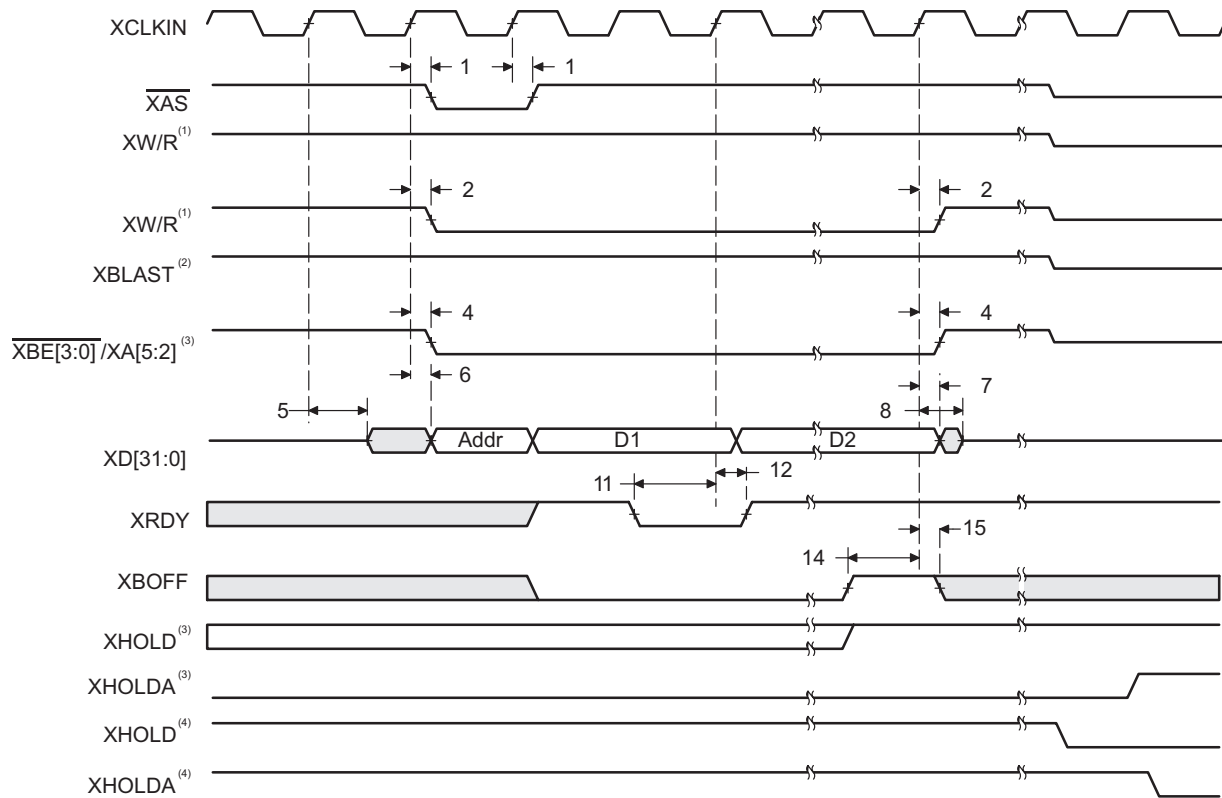 XCLKIN
1 1
XAS
XW/R(1)
2 2
XW/R(1)
XBLAST(2)
4 4
XBE[3:0]/XA[5:2](3)
6 7
5 8
Addr D1 D2
XD[31:0]
11 12
XRDY
14 15
XBOFF
XHOLD(3)
XHOLDA(3)
XHOLD(4)
XHOLDA(4)